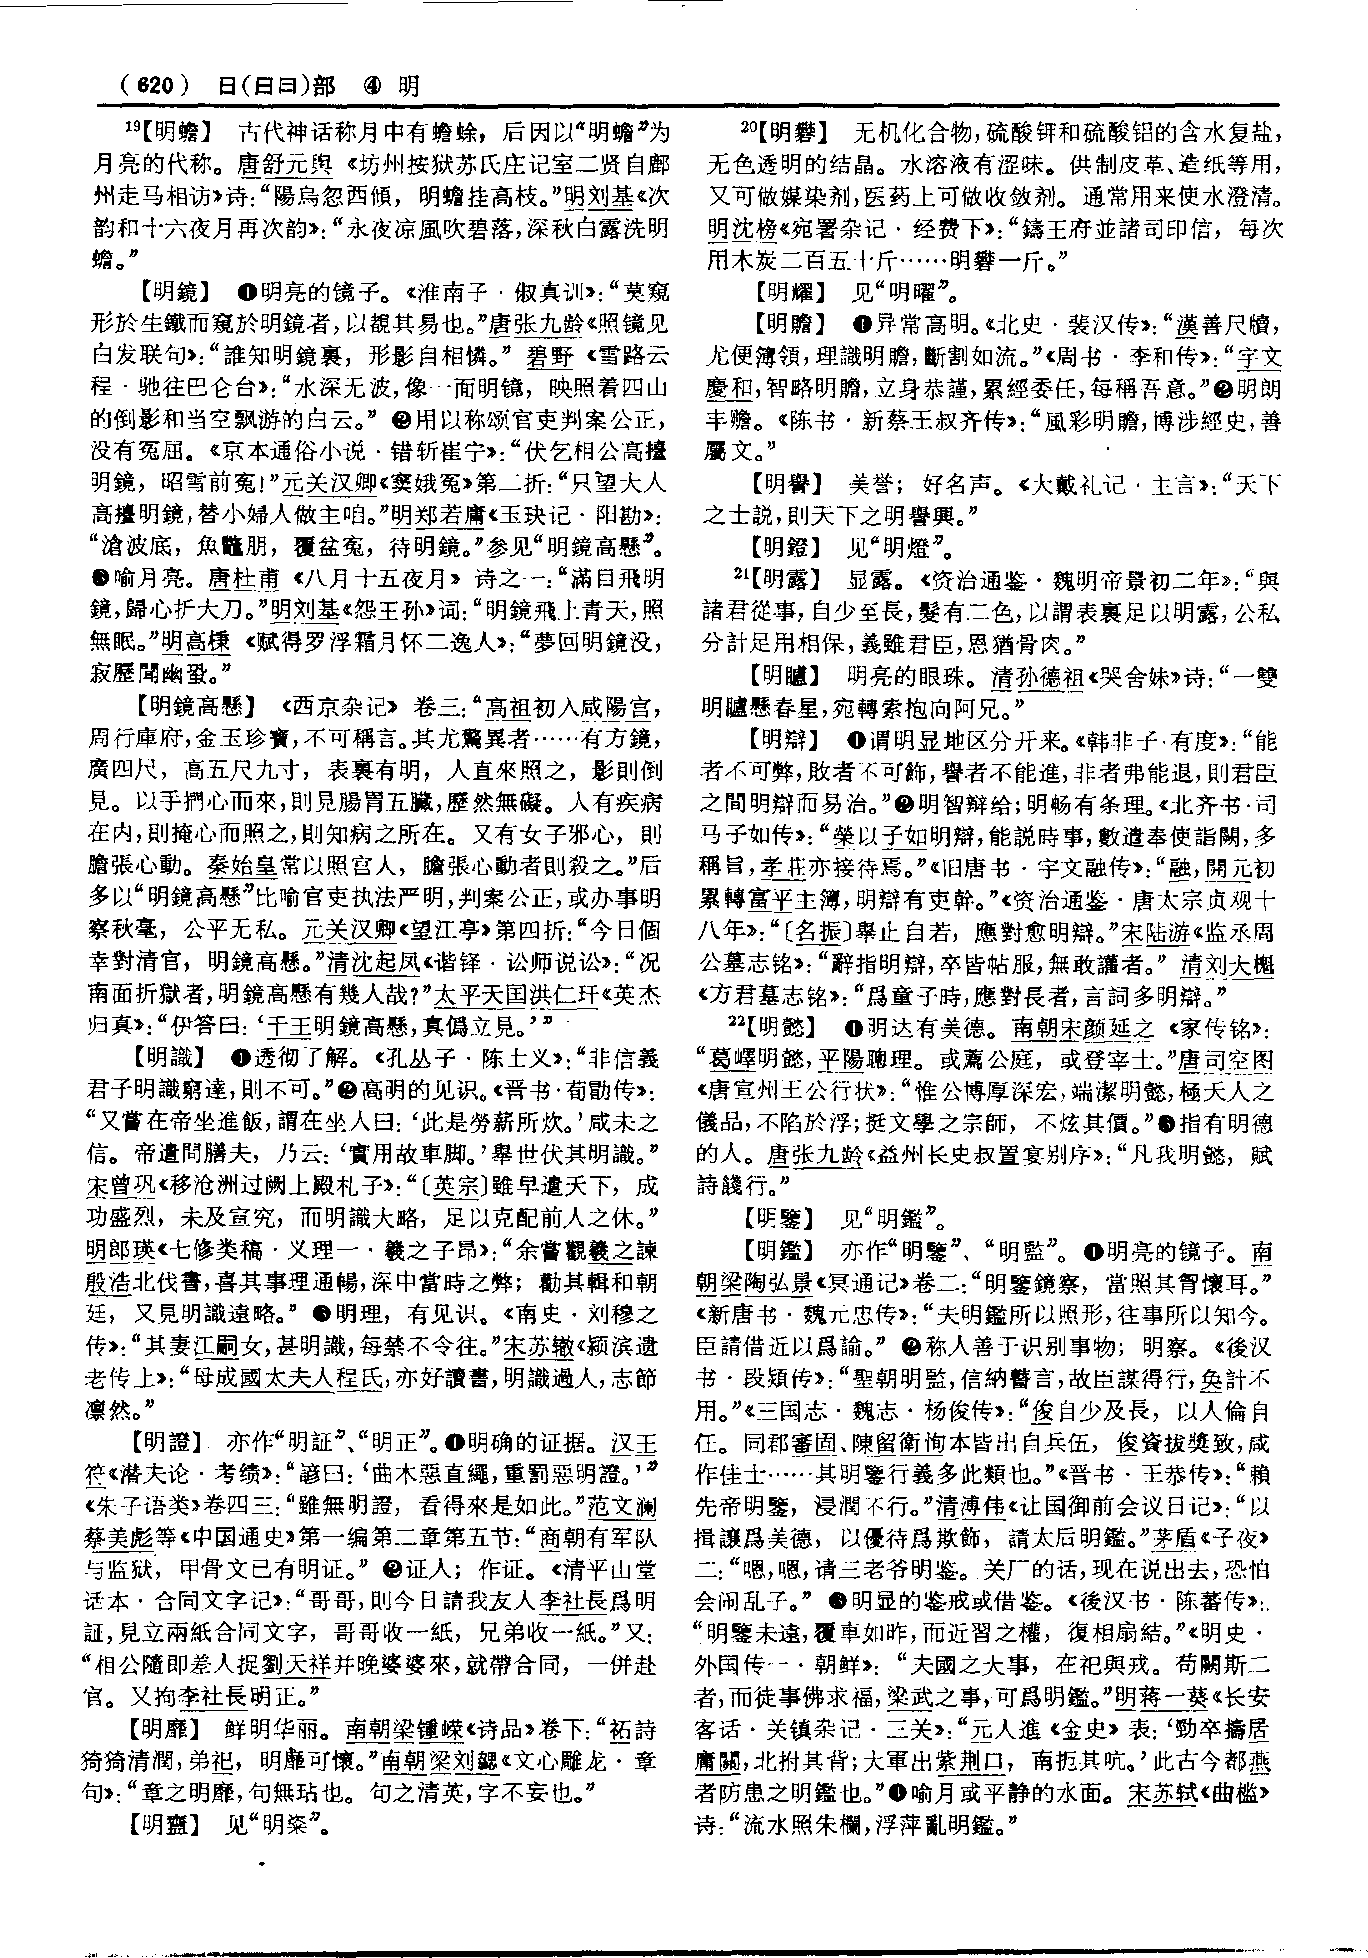 （620） 日（日曰）部 ④ 明
19【明蟾】 古代神话称月中有蟾蜍，后因以“明蟾”为
月亮的代称。唐舒元舆《坊州按狱苏氏庄记室二贤自鄜
州走马相访》诗：“陽烏忽西傾，明蟾挂高枝。”明刘基《次
韵和十六夜月再次韵》：“永夜凉風吹碧落，深秋白露洗明
蟾。”
【明鏡】 ❶明亮的镜子。《淮南子·俶真训》：“莫窺
形於生鐵而窺於明鏡者，以覩其易也。”唐张九龄《照镜见
白发联句》：“誰知明鏡裏，形影自相憐。” 碧野《雪路云
程·驰往巴仑台》：“水深无波，像一面明镜，映照着四山
的倒影和当空飘游的白云。” ❷用以称颂官吏判案公正，
没有冤屈。《京本通俗小说·错斩崔宁》：“伏乞相公高擡
明鏡，昭雪前冤！”元关汉卿《窦娥冤》第二折：“只望大人
高擡明鏡，替小婦人做主咱。”明郑若庸《玉玦记·阳勘》：
“滄波底，魚鼈朋，覆盆冤，待明鏡。”参见“明鏡高懸”。
❸喻月亮。唐杜甫《八月十五夜月》诗之一：“滿目飛明
鏡，歸心折大刀。”明刘基《怨王孙》词：“明鏡飛上青天，照
無眠。”明高棅《赋得罗浮霜月怀二逸人》：“夢回明鏡没，
寂歷聞幽蛩。”
【明鏡高懸】 《西京杂记》卷三：“高祖初入咸陽宫，
周行庫府，金玉珍寶，不可稱言。其尤驚異者……有方鏡，
廣四尺，高五尺九寸，表裏有明，人直來照之，影則倒
見。以手捫心而來，則見腸胃五臟，歷然無礙。人有疾病
在内，則掩心而照之，則知病之所在。又有女子邪心，則
膽張心動。秦始皇常以照宫人，膽張心動者則殺之。”后
多以“明鏡高懸”比喻官吏执法严明，判案公正，或办事明
察秋毫，公平无私。元关汉卿《望江亭》第四折：“今日個
幸對清官，明鏡高懸。”清沈起凤《谐铎·讼师说讼》：“况
南面折獄者，明鏡高懸有幾人哉？”太平天国洪仁玕《英杰
归真》：“伊答曰：‘干王明鏡高懸，真僞立見。’”
【明識】 ❶透彻了解。《孔丛子·陈士义》：“非信義
君子明識窮達，則不可。”❷高明的见识。《晋书·荀勖传》：
“又嘗在帝坐進飯，謂在坐人曰：‘此是勞薪所炊。’咸未之
信。帝遣問膳夫，乃云：‘實用故車脚。’舉世伏其明識。”
宋曾巩《移沧洲过阙上殿札子》：“〔英宗〕雖早遺天下，成
功盛烈，未及宣究，而明識大略，足以克配前人之休。”
明郎瑛《七修类稿·义理一·羲之子昂》：“余嘗觀羲之諫
殷浩北伐書，喜其事理通暢，深中當時之弊；勸其輯和朝
廷，又見明識遠略。” ❸明理，有见识。《南史·刘穆之
传》：“其妻江嗣女，甚明識，每禁不令往。”宋苏辙《颍滨遗
老传上》：“母成國太夫人程氏，亦好讀書，明識過人，志節
凛然。”
【明證】 亦作“明証”、“明正”。❶明确的证据。汉王
符《潜夫论·考绩》：“諺曰：‘曲木惡直繩，重罰惡明證。’”
《朱子语类》卷四三：“雖無明證，看得來是如此。”范文澜
蔡美彪等《中国通史》第一编第二章第五节：“商朝有军队
与监狱，甲骨文已有明证。” ❷证人；作证。《清平山堂
话本·合同文字记》：“哥哥，則今日請我友人李社長爲明
証，見立兩紙合同文字，哥哥收一紙，兄弟收一紙。”又：
“相公隨即差人捉劉天祥并晚婆婆來，就帶合同，一併赴
官。又拘李社長明正。”
【明靡】 鲜明华丽。南朝梁锺嵘《诗品》卷下：“祏詩
猗猗清潤，弟祀，明靡可懷。”南朝梁刘勰《文心雕龙·章
句》：“章之明靡，句無玷也。句之清英，字不妄也。”
【明齍】 见“明粢”。
20【明礬】 无机化合物，硫酸钾和硫酸铝的含水复盐，
无色透明的结晶。水溶液有涩味。供制皮革、造纸等用，
又可做媒染剂，医药上可做收敛剂。通常用来使水澄清。
明沈榜《宛署杂记·经费下》：“鑄王府並諸司印信，每次
用木炭二百五十斤……明礬一斤。”
【明耀】 见“明曜”。
【明贍】 ❶异常高明。《北史·裴汉传》：“漢善尺牘，
尤便簿領，理識明贍，斷割如流。”《周书·李和传》：“宇文
慶和，智略明贍，立身恭謹，累經委任，每稱吾意。”❷明朗
丰赡。《陈书·新蔡王叔齐传》：“風彩明贍，博涉經史，善
屬文。”
【明譽】 美誉；好名声。《大戴礼记·主言》：“天下
之士説，則天下之明譽興。”
【明鐙】 见“明燈”。
21【明露】 显露。《资治通鉴·魏明帝景初二年》：“與
諸君從事，自少至長，髮有二色，以謂表裏足以明露，公私
分計足用相保，義雖君臣，恩猶骨肉。”
【明矑】 明亮的眼珠。清孙德祖《哭舍妹》诗：“一雙
明矑懸春星，宛轉索抱向阿兄。”
【明辯】 ❶谓明显地区分开来。《韩非子·有度》：“能
者不可弊，敗者不可飾，譽者不能進，非者弗能退，則君臣
之間明辯而易治。”❷明智辩给；明畅有条理。《北齐书·司
马子如传》：“榮以子如明辯，能説時事，數遣奉使詣闕，多
稱旨，孝莊亦接待焉。”《旧唐书·宇文融传》：“融，開元初
累轉富平主簿，明辯有吏幹。”《资治通鉴·唐太宗贞观十
八年》：“〔名振〕舉止自若，應對愈明辯。”宋陆游《监丞周
公墓志铭》：“辭指明辯，卒皆帖服，無敢譁者。” 清刘大櫆
《方君墓志铭》：“爲童子時，應對長者，言詞多明辯。”
22【明懿】 ❶明达有美德。南朝宋颜延之《家传铭》：
“葛嶧明懿，平陽聰理。或薦公庭，或登宰士。”唐司空图
《唐宣州王公行状》：“惟公博厚深宏，端潔明懿，極天人之
儀品，不陷於浮；挺文學之宗師，不炫其價。”❷指有明德
的人。唐张九龄《益州长史叔置宴别序》：“凡我明懿，賦
詩餞行。”
【明鑒】 见“明鑑”。
【明鑑】 亦作“明鑒”、“明監”。❶明亮的镜子。南
朝梁陶弘景《冥通记》卷二：“明鑒鏡察，當照其胷懷耳。”
《新唐书·魏元忠传》：“夫明鑑所以照形，往事所以知今。
臣請借近以爲諭。” ❷称人善于识别事物；明察。《後汉
书·段熲传》：“聖朝明監，信納瞽言，故臣謀得行，奂計不
用。”《三国志·魏志·杨俊传》：“俊自少及長，以人倫自
任。同郡審固、陳留衛恂本皆出自兵伍，俊資拔奬致，咸
作佳士……其明鑒行義多此類也。”《晋书·王恭传》：“賴
先帝明鑒，浸潤不行。”清溥伟《让国御前会议日记》：“以
揖讓爲美德，以優待爲欺飾，請太后明鑑。”茅盾《子夜》
二：“嗯，嗯，请三老爷明鉴。关厂的话，现在说出去，恐怕
会闹乱子。” ❸明显的鉴戒或借鉴。《後汉书·陈蕃传》：
“明鑒未遠，覆車如昨，而近習之權，復相扇結。”《明史·
外国传一·朝鲜》：“夫國之大事，在祀與戎。苟闕斯二
者，而徒事佛求福，梁武之事，可爲明鑑。”明蒋一葵《长安
客话·关镇杂记·三关》：“元人進《金史》表：‘勁卒擣居
庸關，北拊其背；大軍出紫荆口，南扼其吭。’此古今都燕
者防患之明鑑也。”❹喻月或平静的水面。宋苏轼《曲槛》
诗：“流水照朱欄，浮萍亂明鑑。”